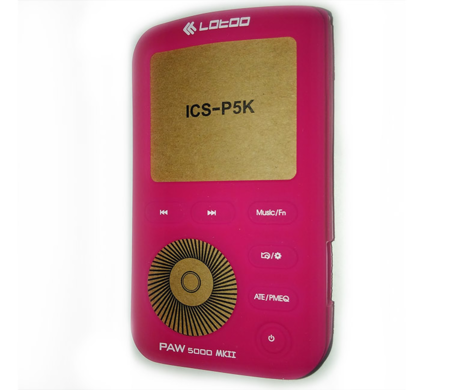 Lotoo
ICS-P5K
Music/Fn
ATE/PMEQ
PAW 5000 MKII